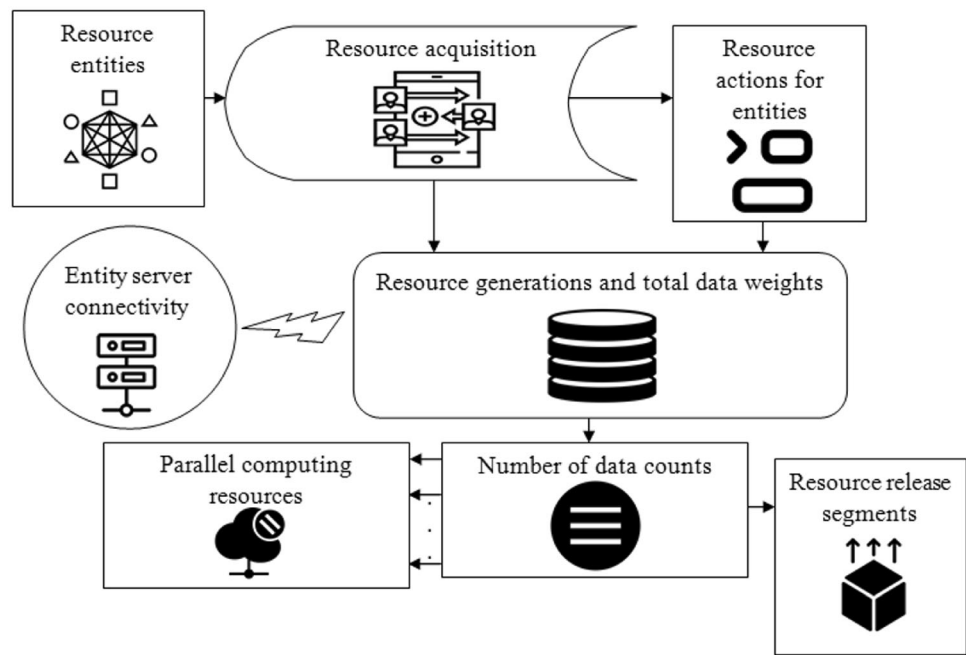 Resource
entities
Resource acquisition
Resource
actions for
entities
Entity server
connectivity
Resource generations and total data weights
Parallel computing
resources
Number of data counts
Resource release
segments